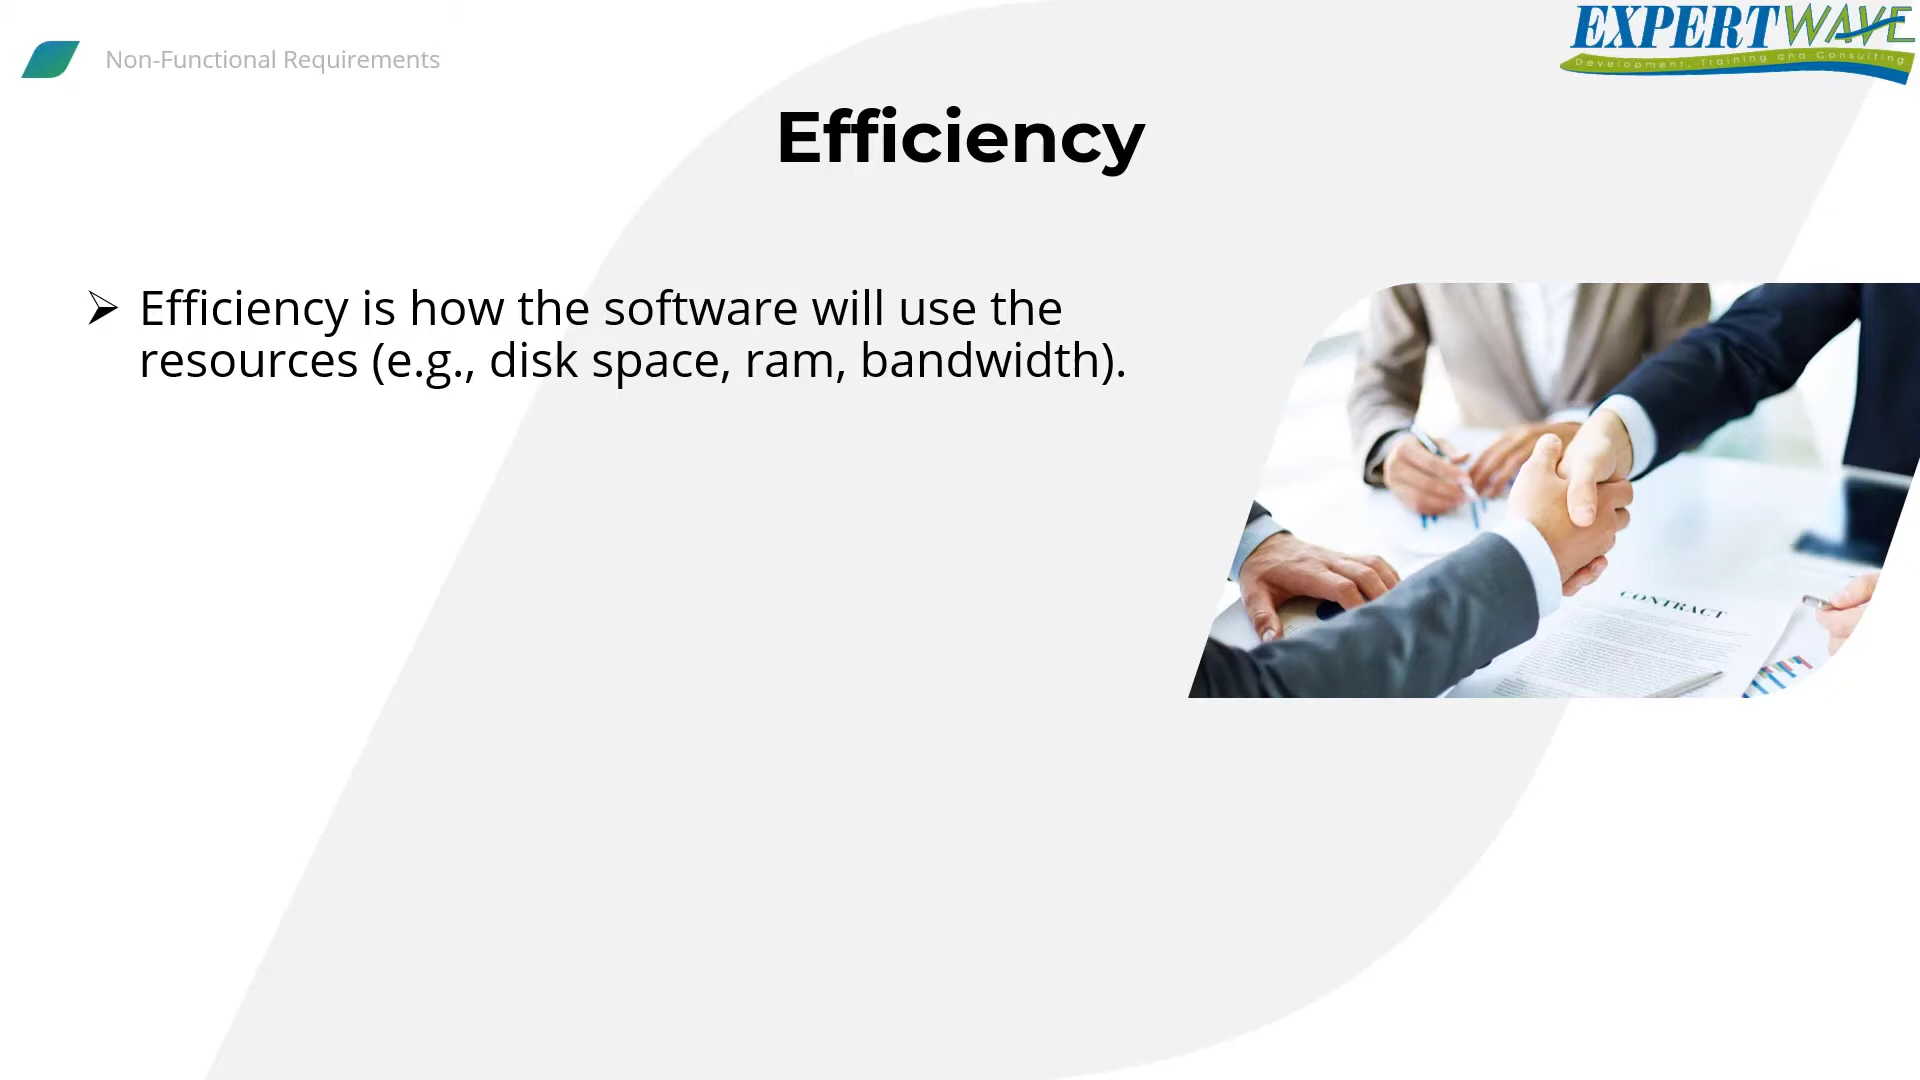 EXPERTWAVE
Development, Training and Consulting
Non-Functional Requirements
Efficiency
➢ Efficiency is how the software will use the
resources (e.g., disk space, ram, bandwidth).
CONTRACT